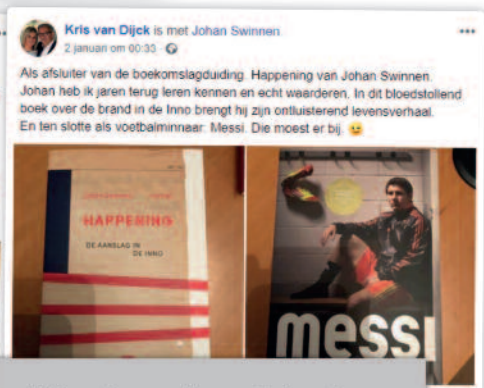 Kris van Dijck is met Johan Swinnen
2 januari om 00:33
Als afsluiter van de boekomslagduiding. Happening van Johan Swinnen.
Johan heb ik jaren terug leren kennen en echt waarderen. In dit bloedstollend
boek over de brand in de Inno brengt hij zijn ontluisterend levensverhaal.
En ten slotte als voetbalminnaar: Messi. Die moest er bij.
HAPPENING
DE AANSLAG IN
DE INNO
messi